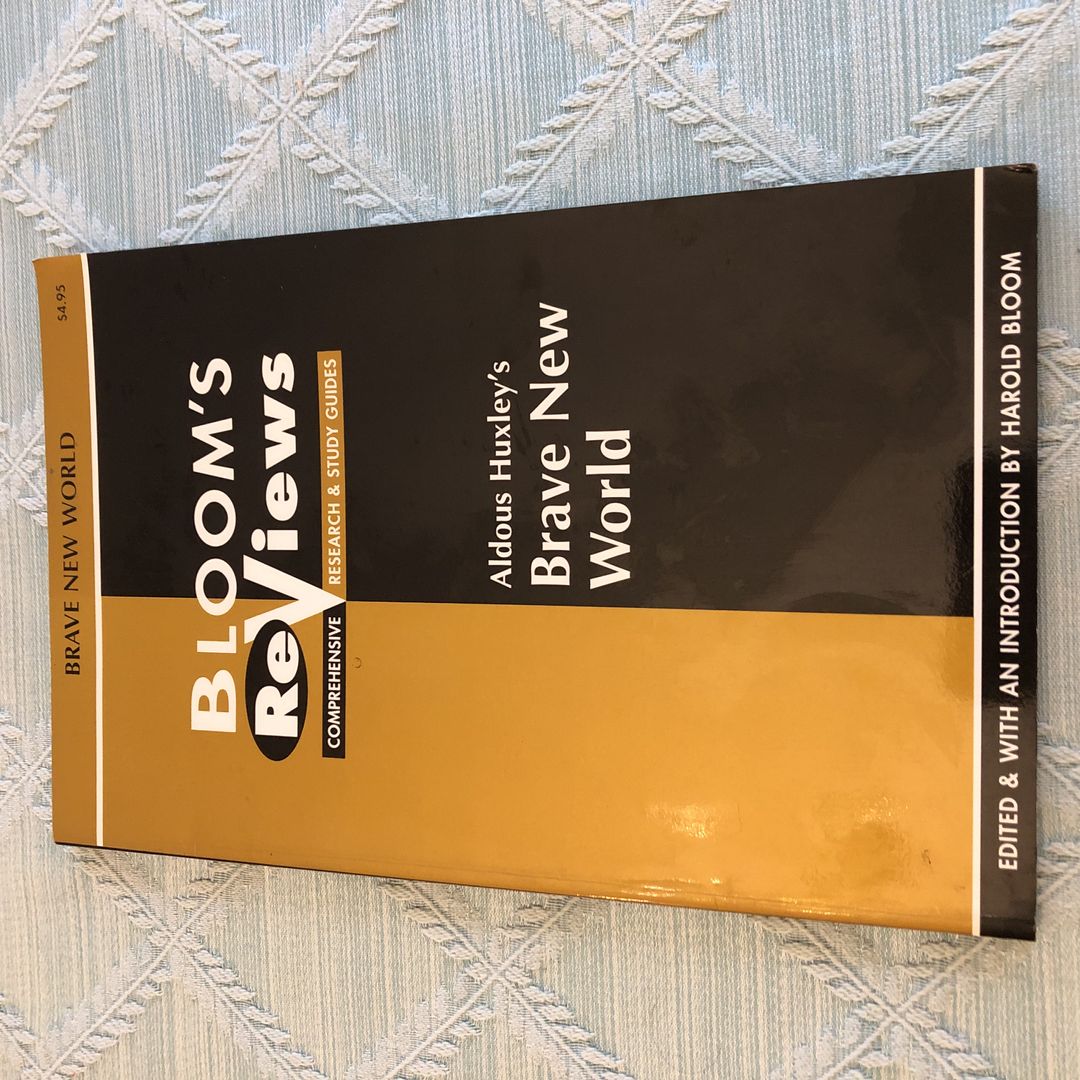 BRAVE NEW WORLD
$4.95
BLOOM'S
ReViews
COMPREHENSIVE RESEARCH & STUDY GUIDES
Aldous Huxley's
Brave New
World
EDITED & WITH AN INTRODUCTION BY HAROLD BLOOM